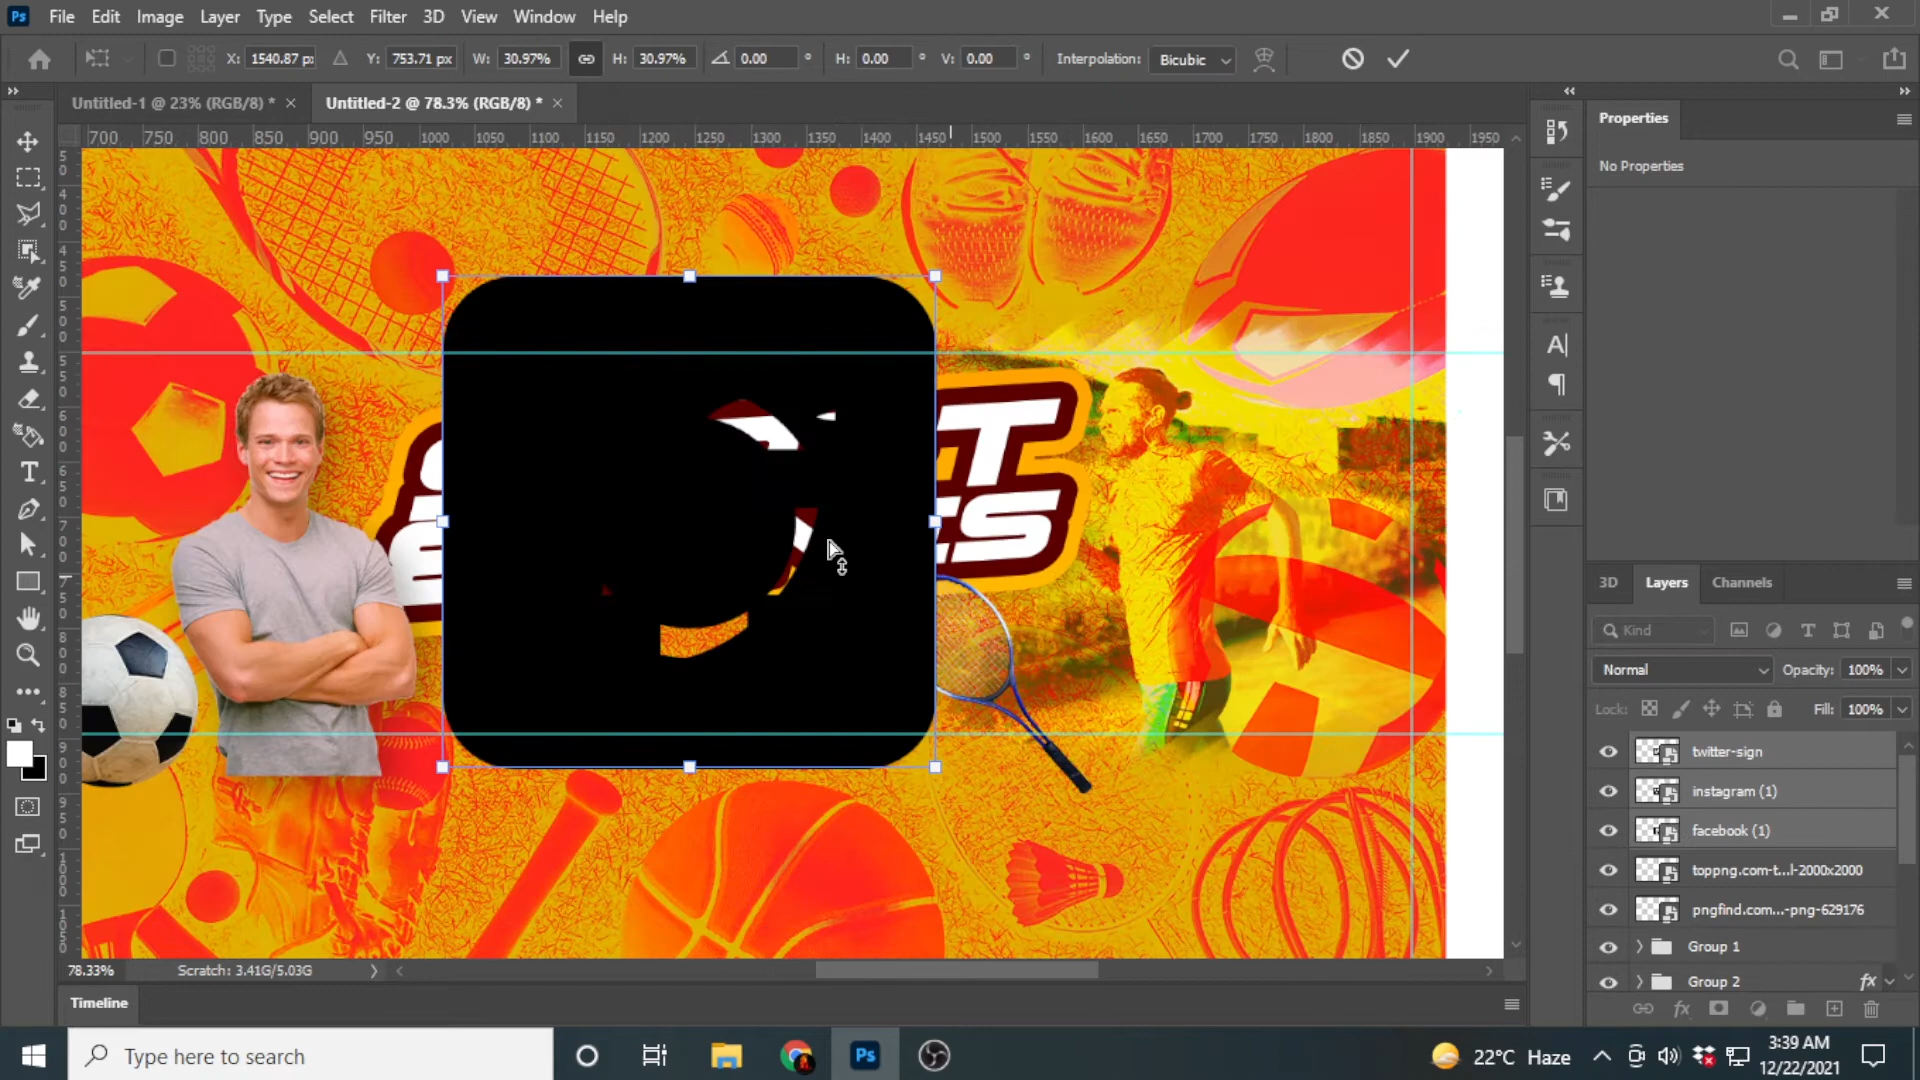 Ps File Edit Image Layer Type Select Filter 3D View Window Help
X: 1540.87 p Y: 753.71 px W: 30.97% H: 30.97% 0.00 ° H: 0.00 ° V: 0.00 ° Interpolation: Bicubic
Untitled-1 @ 23% (RGB/8) * × Untitled-2 @ 78.3% (RGB/8) * ×
700 750 800 850 900 950 1000 1050 1100 1150 1200 1250 1300 1350 1400 1450 1500 1550 1600 1650 1700 1750 1800 1850 1900 1950
Properties
No Properties
T
ES
3D Layers Channels
Kind
Normal Opacity: 100%
Lock: Fill: 100%
twitter-sign
instagram (1)
facebook (1)
toppng.com-t...l-2000x2000
pngfind.com...-png-629176
Group 1
Group 2 fx
78.33% Scratch: 3.41G/5.03G
Timeline
fx
Type here to search
Ps
22°C Haze
3:39 AM
12/22/2021